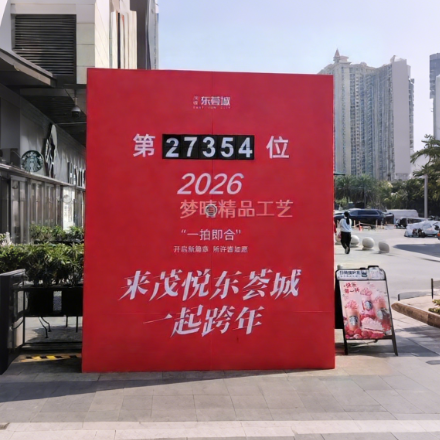 东荟城
第 27354 位
2026
梦晴精品工艺
“一拍即合”
来茂悦东荟城
一起跨年